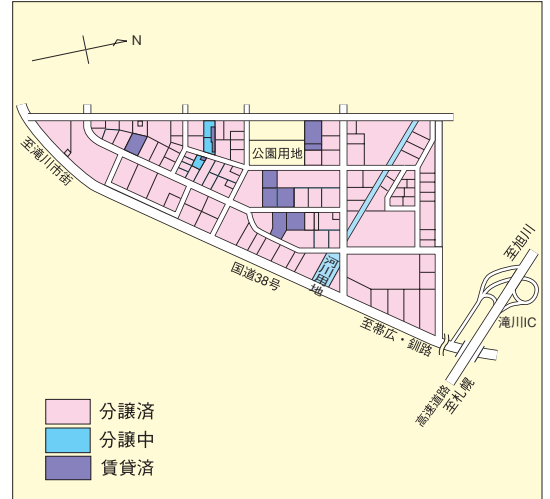 N
至滝川市街
公園用地
河川用地
国道38号
至帯広・釧路
至旭川
滝川IC
高速道路
至札幌
分譲済
分譲中
賃貸済